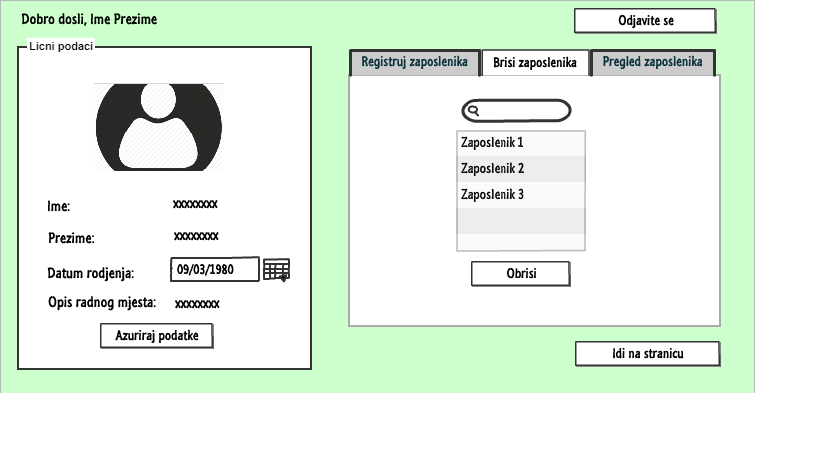 Dobro dosli, Ime Prezime
Odjavite se
Licni podaci
Ime: xxxxxxxx
Prezime: xxxxxxxx
Datum rodjenja: 09/03/1980
Opis radnog mjesta: xxxxxxxx
Azuriraj podatke
Registruj zaposlenika Brisi zaposlenika Pregled zaposlenika
Zaposlenik 1
Zaposlenik 2
Zaposlenik 3
Obrisi
Idi na stranicu